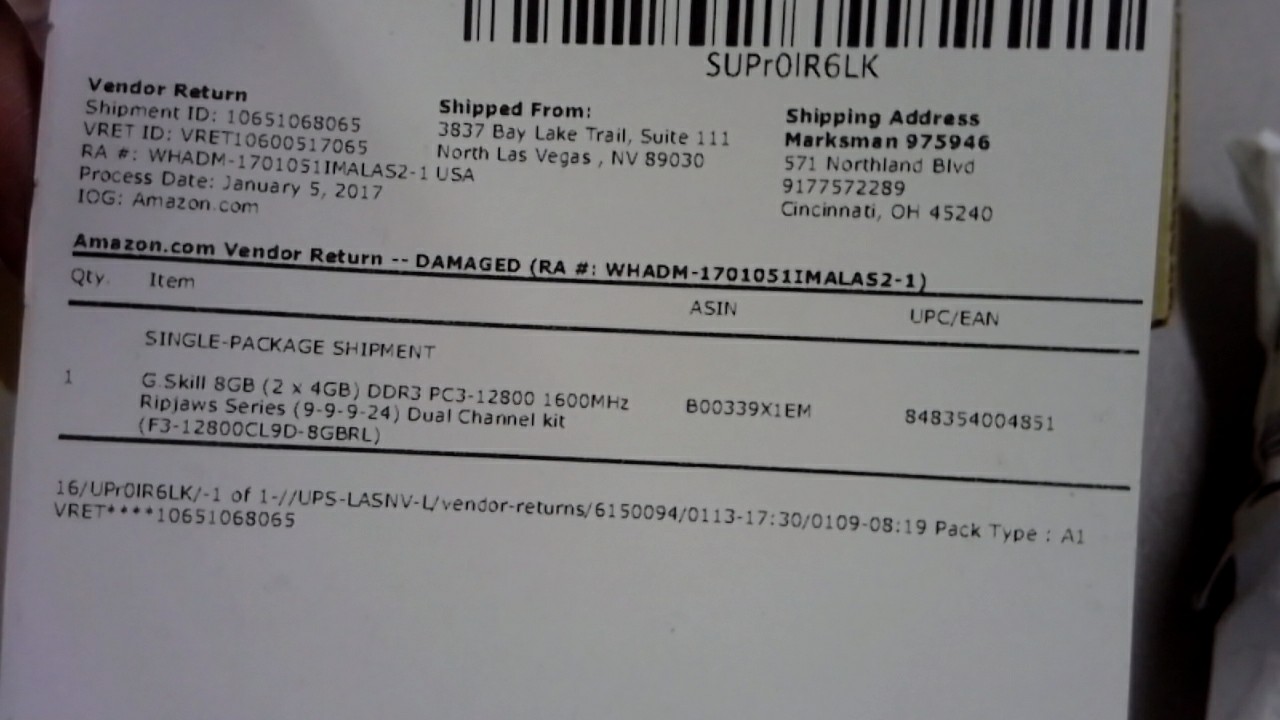 SUPr0IR6LK
Vendor Return
Shipment ID: 10651068065
VRET ID: VRET10600517065
RA #: WHADM-1701051IMALAS2-1
Process Date: January 5, 2017
IOG: Amazon.com
Shipped From:
3837 Bay Lake Trail, Suite 111
North Las Vegas , NV 89030
USA
Shipping Address
Marksman 975946
571 Northland Blvd
9177572289
Cincinnati, OH 45240
Amazon.com Vendor Return -- DAMAGED (RA #: WHADM-1701051IMALAS2-1)
Qty. Item ASIN UPC/EAN
SINGLE-PACKAGE SHIPMENT
1 G.Skill 8GB (2 x 4GB) DDR3 PC3-12800 1600MHz B00339X1EM 848354004851
Ripjaws Series (9-9-9-24) Dual Channel kit
(F3-12800CL9D-8GBRL)
16/UPr0IR6LK/-1 of 1-//UPS-LASNV-L/vendor-returns/6150094/0113-17:30/0109-08:19 Pack Type : A1
VRET****10651068065